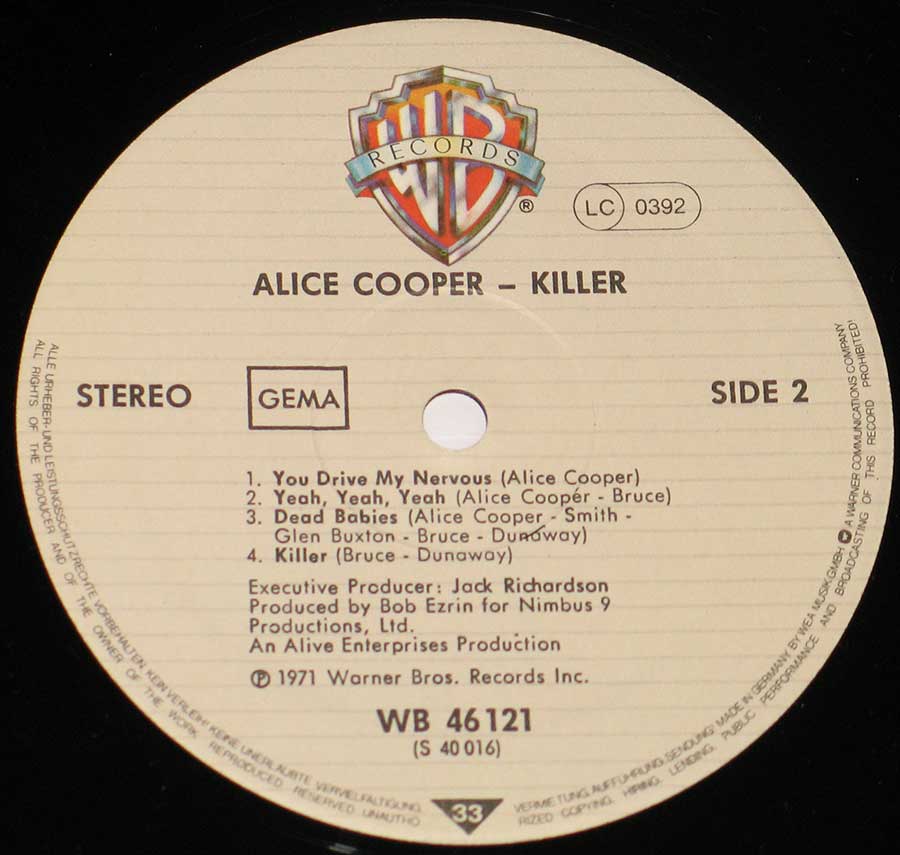 WB
RECORDS
®
LC 0392
ALICE COOPER – KILLER
STEREO
GEMA
SIDE 2
1. You Drive My Nervous (Alice Cooper)
2. Yeah, Yeah, Yeah (Alice Coopér - Bruce)
3. Dead Babies (Alice Cooper - Smith -
Glen Buxton - Bruce - Dunaway)
4. Killer (Bruce - Dunaway)
Executive Producer: Jack Richardson
Produced by Bob Ezrin for Nimbus 9
Productions, Ltd.
An Alive Enterprises Production
℗ 1971 Warner Bros. Records Inc.
WB 46 121
(S 40 016)
33
ALLE URHEBER- UND LEISTUNGSSCHUTZRECHTE VORBEHALTEN, KEIN VERLEIH! KEINE UNERLAUBTE VERVIELFÄLTIGUNG, VERMIETUNG, AUFFÜHRUNG, SENDUNG! MADE IN GERMANY BY WEA MUSIK GMBH A WARNER COMMUNICATIONS COMPANY
ALL RIGHTS OF THE PRODUCER AND OF THE OWNER OF THE WORK REPRODUCED RESERVED. UNAUTHORIZED COPYING, HIRING, LENDING, PUBLIC PERFORMANCE AND BROADCASTING OF THIS RECORD PROHIBITED!